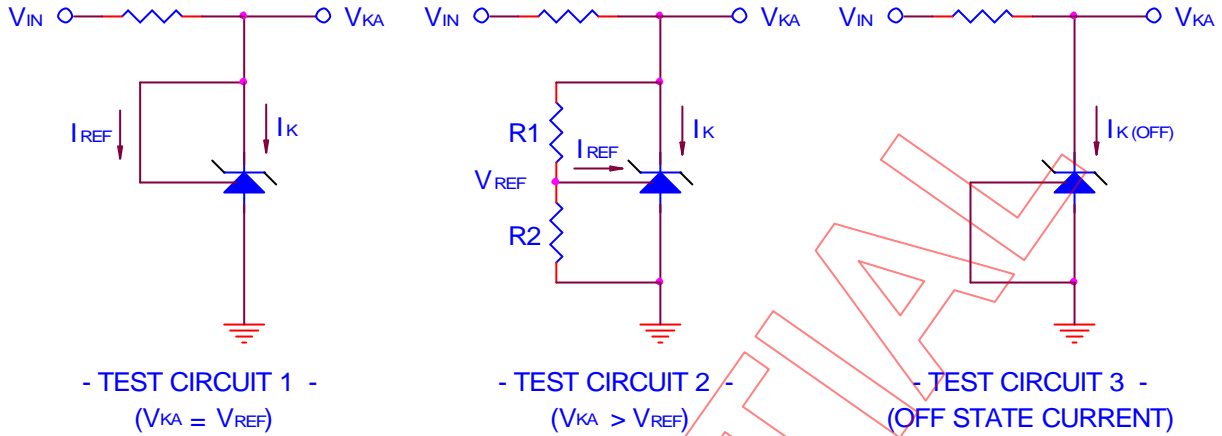 VIN VKA
IREF IK
- TEST CIRCUIT 1 -
(VKA = VREF)
VIN VKA
R1 IREF IK
VREF
R2
- TEST CIRCUIT 2 -
(VKA > VREF)
VIN VKA
IK (OFF)
- TEST CIRCUIT 3 -
(OFF STATE CURRENT)
TIAL